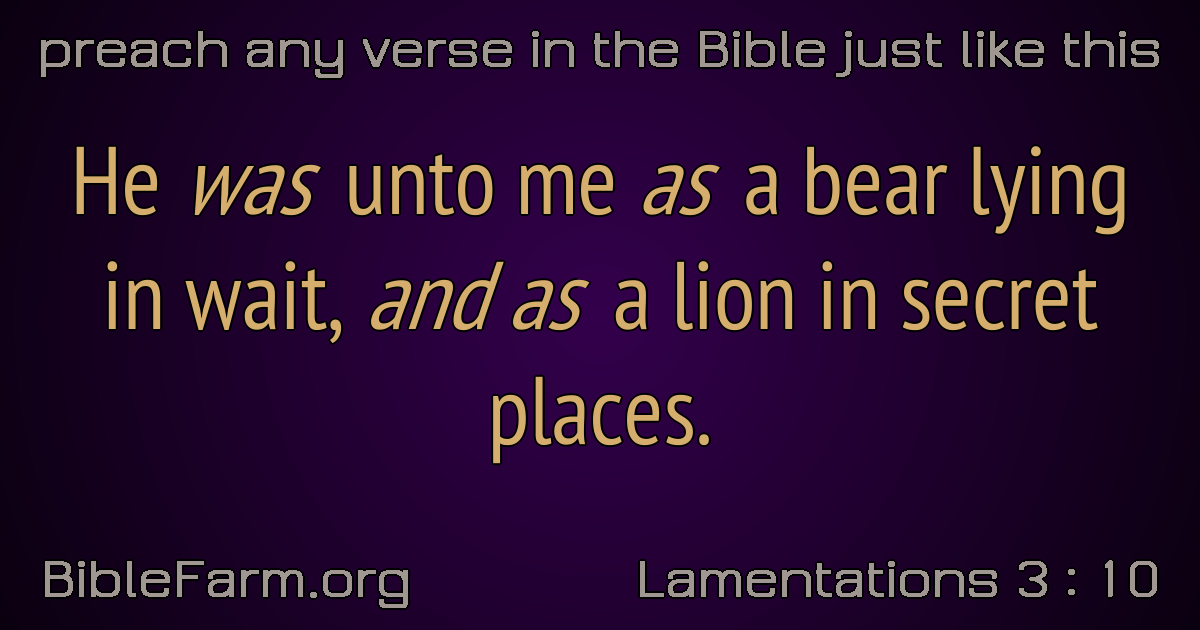 preach any verse in the Bible just like this
He was unto me as a bear lying
in wait, and as a lion in secret
places.
BibleFarm.org
Lamentations 3 : 10